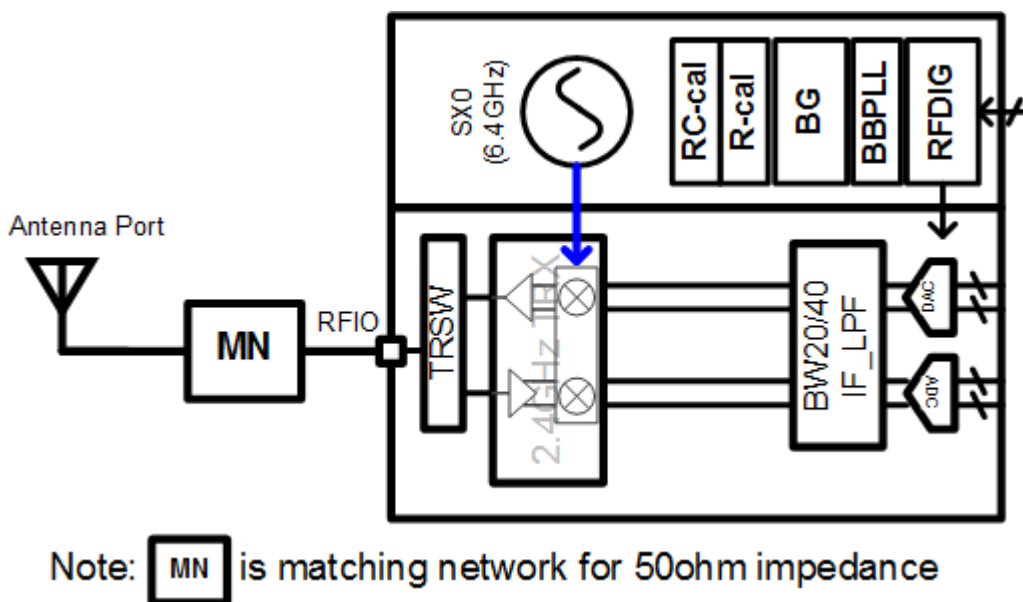 SX0
(6.4GHz)
RC-cal
R-cal
BG
BBPLL
RFDIG
Antenna Port
MN
RFIO
TRSW
2.4GHz TRX
BW20/40
IF_LPF
DAC
ADC
Note: MN is matching network for 50ohm impedance